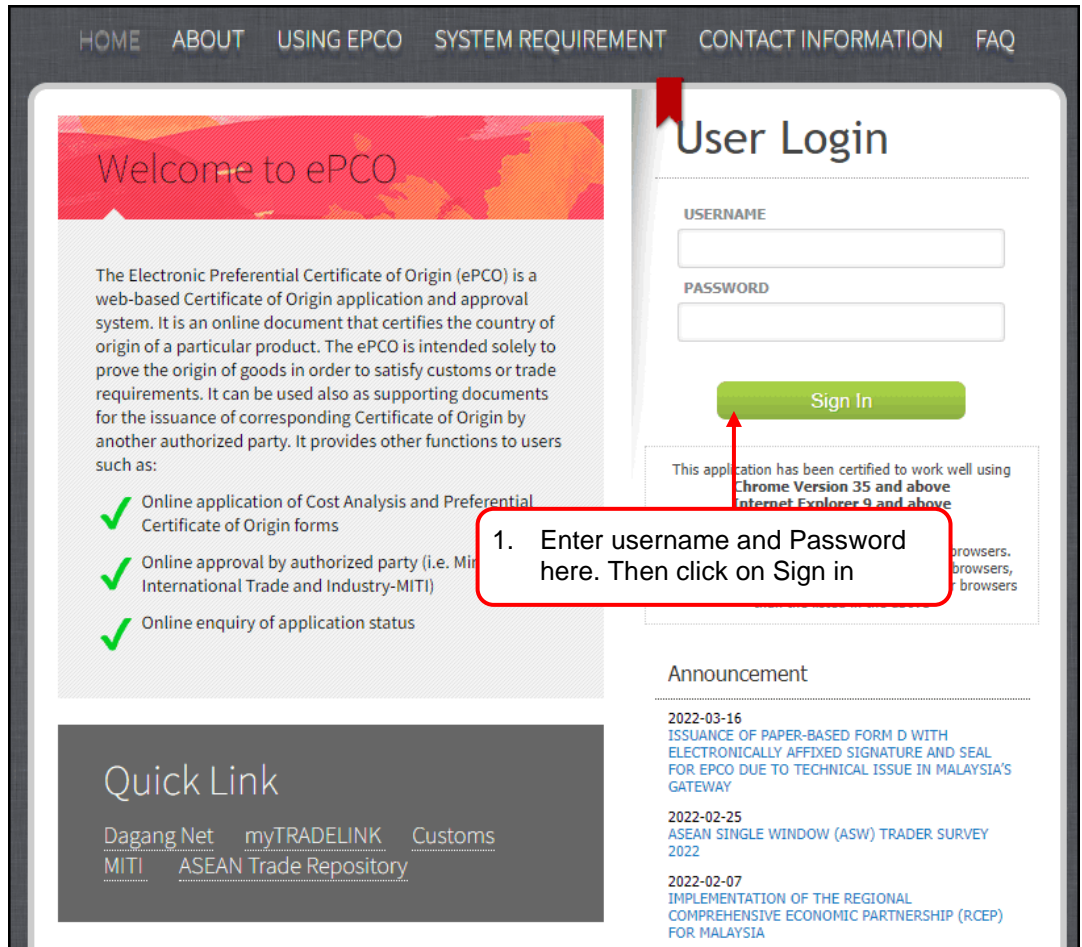 HOME ABOUT USING EPCO SYSTEM REQUIREMENT CONTACT INFORMATION FAQ
Welcome to ePCO
The Electronic Preferential Certificate of Origin (ePCO) is a
web-based Certificate of Origin application and approval
system. It is an online document that certifies the country of
origin of a particular product. The ePCO is intended solely to
prove the origin of goods in order to satisfy customs or trade
requirements. It can be used also as supporting documents
for the issuance of corresponding Certificate of Origin by
another authorized party. It provides other functions to users
such as:
Online application of Cost Analysis and Preferential
Certificate of Origin forms
Online approval by authorized party (i.e.
International Trade and Industry-MITI)
Online enquiry of application status
Quick Link
Dagang Net myTRADELINK Customs
MITI ASEAN Trade Repository
User Login
USERNAME
PASSWORD
Sign In
This application has been certified to work well using
Chrome Version 35 and above
Internet Explorer 9 and above
1. Enter username and Password
here. Then click on Sign in
browsers.
browsers,
browsers
Announcement
2022-03-16
ISSUANCE OF PAPER-BASED FORM D WITH
ELECTRONICALLY AFFIXED SIGNATURE AND SEAL
FOR EPCO DUE TO TECHNICAL ISSUE IN MALAYSIA'S
GATEWAY
2022-02-25
ASEAN SINGLE WINDOW (ASW) TRADER SURVEY
2022
2022-02-07
IMPLEMENTATION OF THE REGIONAL
COMPREHENSIVE ECONOMIC PARTNERSHIP (RCEP)
FOR MALAYSIA